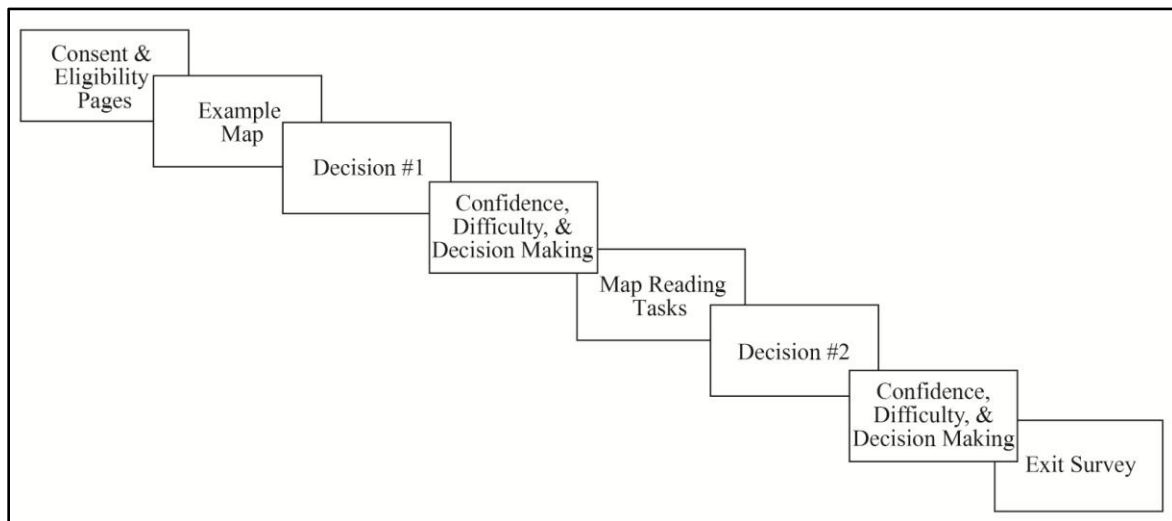 Consent &
Eligibility
Pages
Example
Map
Decision #1
Confidence,
Difficulty, &
Decision Making
Map Reading
Tasks
Decision #2
Confidence,
Difficulty, &
Decision Making
Exit Survey